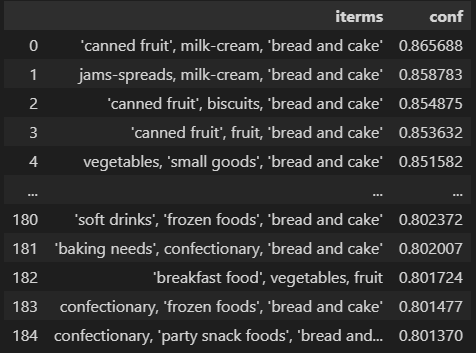 iterms conf
0 'canned fruit', milk-cream, 'bread and cake' 0.865688
1 jams-spreads, milk-cream, 'bread and cake' 0.858783
2 'canned fruit', biscuits, 'bread and cake' 0.854875
3 'canned fruit', fruit, 'bread and cake' 0.853632
4 vegetables, 'small goods', 'bread and cake' 0.851582
... ... ...
180 'soft drinks', 'frozen foods', 'bread and cake' 0.802372
181 'baking needs', confectionary, 'bread and cake' 0.802007
182 'breakfast food', vegetables, fruit 0.801724
183 confectionary, 'frozen foods', 'bread and cake' 0.801477
184 confectionary, 'party snack foods', 'bread and... 0.801370